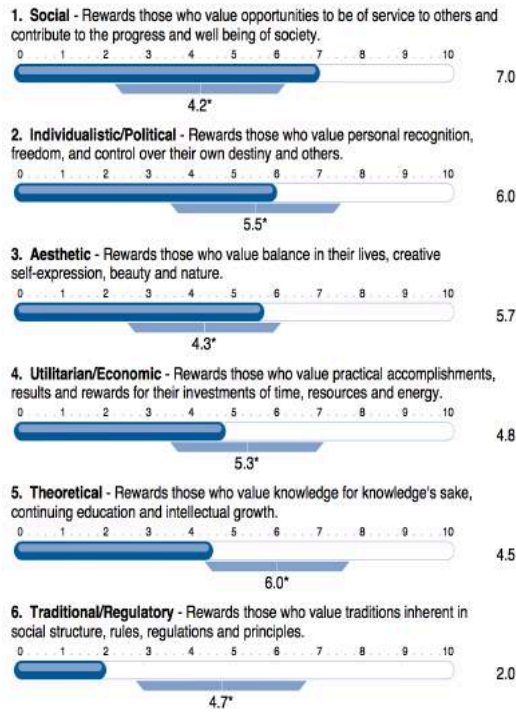 1. Social - Rewards those who value opportunities to be of service to others and
contribute to the progress and well being of society.
0 . . . . 1 . . . . 2 . . . . 3 . . . . 4 . . . . 5 . . . . 6 . . . . 7 . . . . 8 . . . . 9 . . . . 10
7.0
4.2*
2. Individualistic/Political - Rewards those who value personal recognition,
freedom, and control over their own destiny and others.
0 . . . . 1 . . . . 2 . . . . 3 . . . . 4 . . . . 5 . . . . 6 . . . . 7 . . . . 8 . . . . 9 . . . . 10
6.0
5.5*
3. Aesthetic - Rewards those who value balance in their lives, creative
self-expression, beauty and nature.
0 . . . . 1 . . . . 2 . . . . 3 . . . . 4 . . . . 5 . . . . 6 . . . . 7 . . . . 8 . . . . 9 . . . . 10
5.7
4.3*
4. Utilitarian/Economic - Rewards those who value practical accomplishments,
results and rewards for their investments of time, resources and energy.
0 . . . . 1 . . . . 2 . . . . 3 . . . . 4 . . . . 5 . . . . 6 . . . . 7 . . . . 8 . . . . 9 . . . . 10
4.8
5.3*
5. Theoretical - Rewards those who value knowledge for knowledge's sake,
continuing education and intellectual growth.
0 . . . . 1 . . . . 2 . . . . 3 . . . . 4 . . . . 5 . . . . 6 . . . . 7 . . . . 8 . . . . 9 . . . . 10
4.5
6.0*
6. Traditional/Regulatory - Rewards those who value traditions inherent in
social structure, rules, regulations and principles.
0 . . . . 1 . . . . 2 . . . . 3 . . . . 4 . . . . 5 . . . . 6 . . . . 7 . . . . 8 . . . . 9 . . . . 10
2.0
4.7*